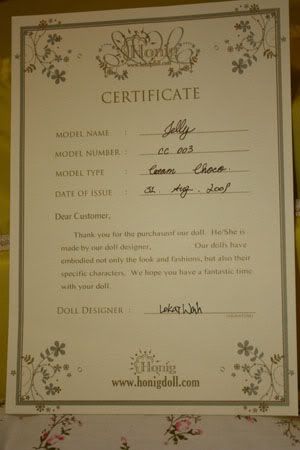 Honig
www.honigdoll.com
CERTIFICATE
MODEL NAME : Jelly
MODEL NUMBER : CC 003
MODEL TYPE : Cream Choco
DATE OF ISSUE : Aug. 2008
Dear Customer,
Thank you for the purchaseof our doll. He/She is
made by our doll designer, Our dolls have
embodied not only the look and fashions, but also their
specific characters. We hope you have a fantastic time
with your doll.
DOLL DESIGNER :
(SIGNATURE)
Honig
www.honigdoll.com